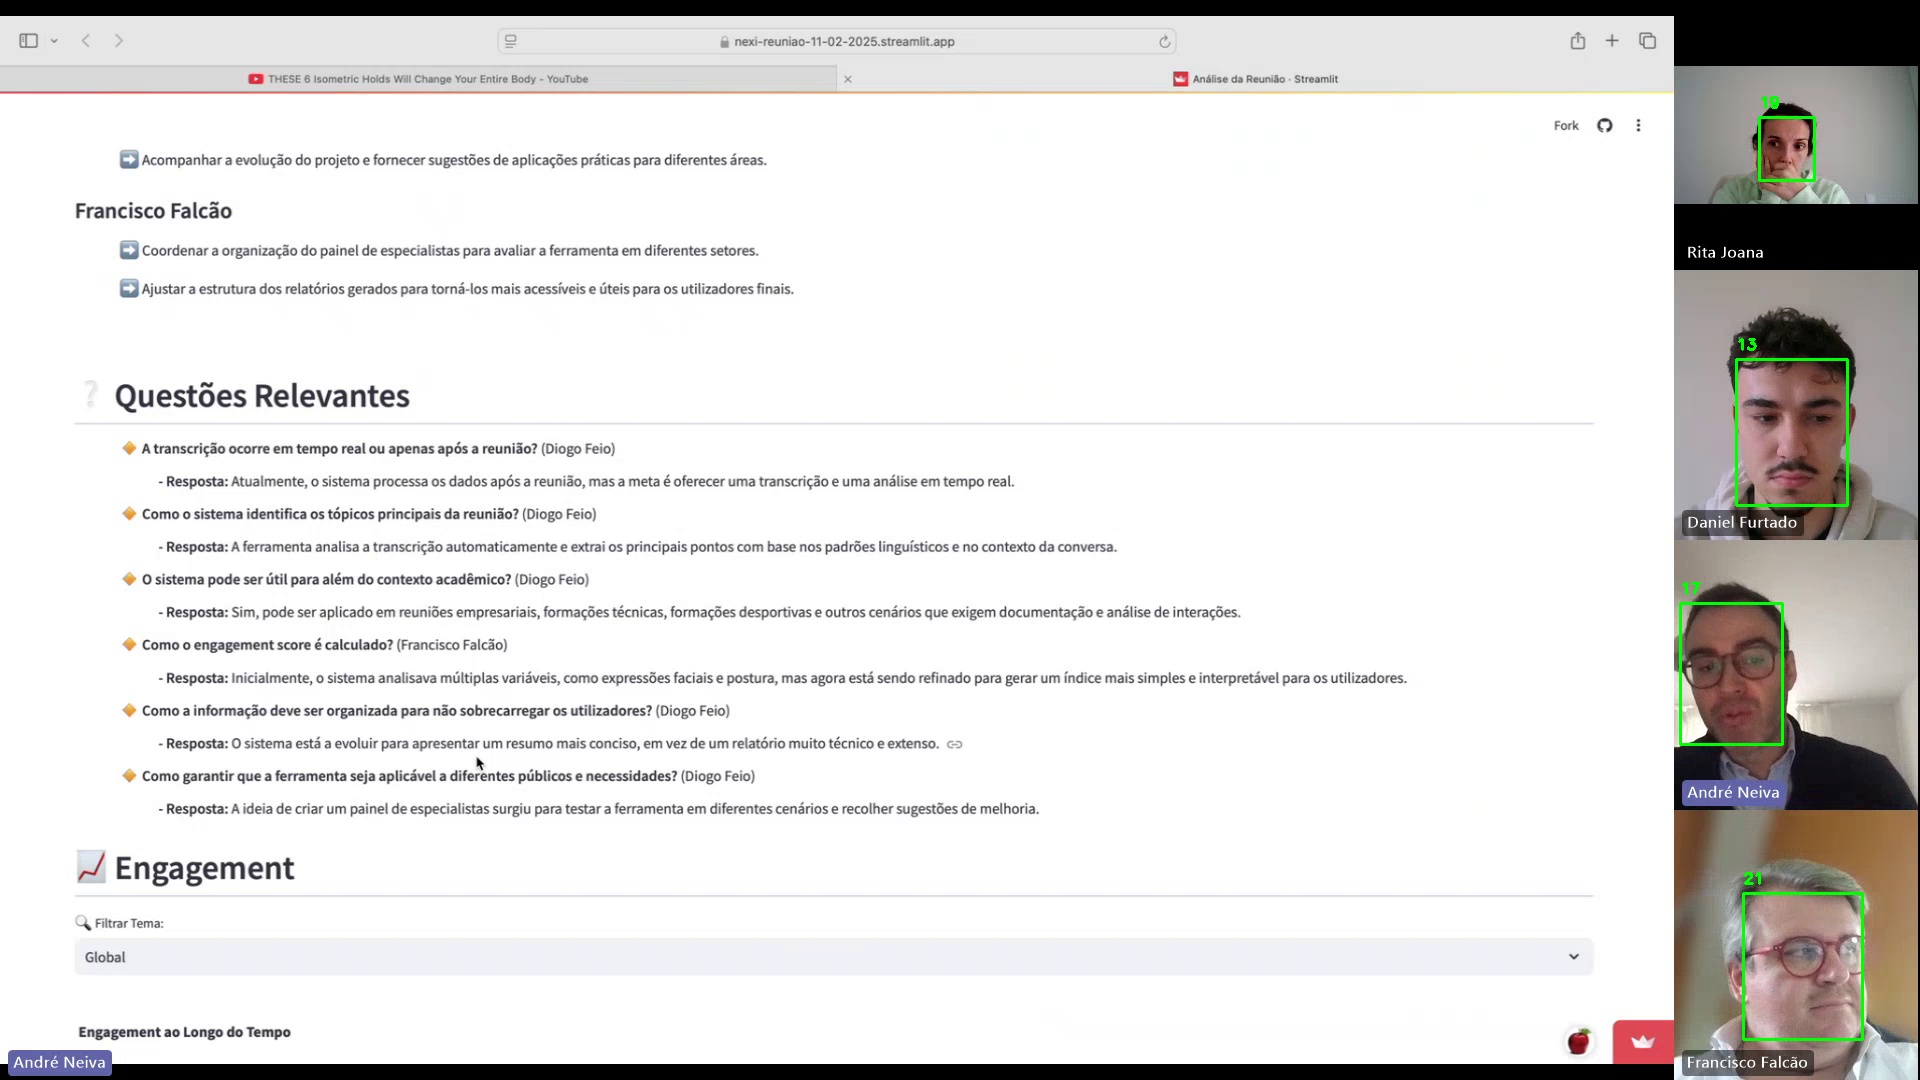 nexi-reuniao-11-02-2025.streamlit.app
THESE 6 Isometric Holds Will Change Your Entire Body - YouTube
Análise da Reunião · Streamlit
Fork
Acompanhar a evolução do projeto e fornecer sugestões de aplicações práticas para diferentes áreas.
Francisco Falcão
Coordenar a organização do painel de especialistas para avaliar a ferramenta em diferentes setores.
Ajustar a estrutura dos relatórios gerados para torná-los mais acessíveis e úteis para os utilizadores finais.
Questões Relevantes
A transcrição ocorre em tempo real ou apenas após a reunião? (Diogo Feio)
- Resposta: Atualmente, o sistema processa os dados após a reunião, mas a meta é oferecer uma transcrição e uma análise em tempo real.
Como o sistema identifica os tópicos principais da reunião? (Diogo Feio)
- Resposta: A ferramenta analisa a transcrição automaticamente e extrai os principais pontos com base nos padrões linguísticos e no contexto da conversa.
O sistema pode ser útil para além do contexto acadêmico? (Diogo Feio)
- Resposta: Sim, pode ser aplicado em reuniões empresariais, formações técnicas, formações desportivas e outros cenários que exigem documentação e análise de interações.
Como o engagement score é calculado? (Francisco Falcão)
- Resposta: Inicialmente, o sistema analisava múltiplas variáveis, como expressões faciais e postura, mas agora está sendo refinado para gerar um índice mais simples e interpretável para os utilizadores.
Como a informação deve ser organizada para não sobrecarregar os utilizadores? (Diogo Feio)
- Resposta: O sistema está a evoluir para apresentar um resumo mais conciso, em vez de um relatório muito técnico e extenso.
Como garantir que a ferramenta seja aplicável a diferentes públicos e necessidades? (Diogo Feio)
- Resposta: A ideia de criar um painel de especialistas surgiu para testar a ferramenta em diferentes cenários e recolher sugestões de melhoria.
Engagement
Filtrar Tema:
Global
Engagement ao Longo do Tempo
André Neiva
19
Rita Joana
13
Daniel Furtado
17
André Neiva
21
Francisco Falcão